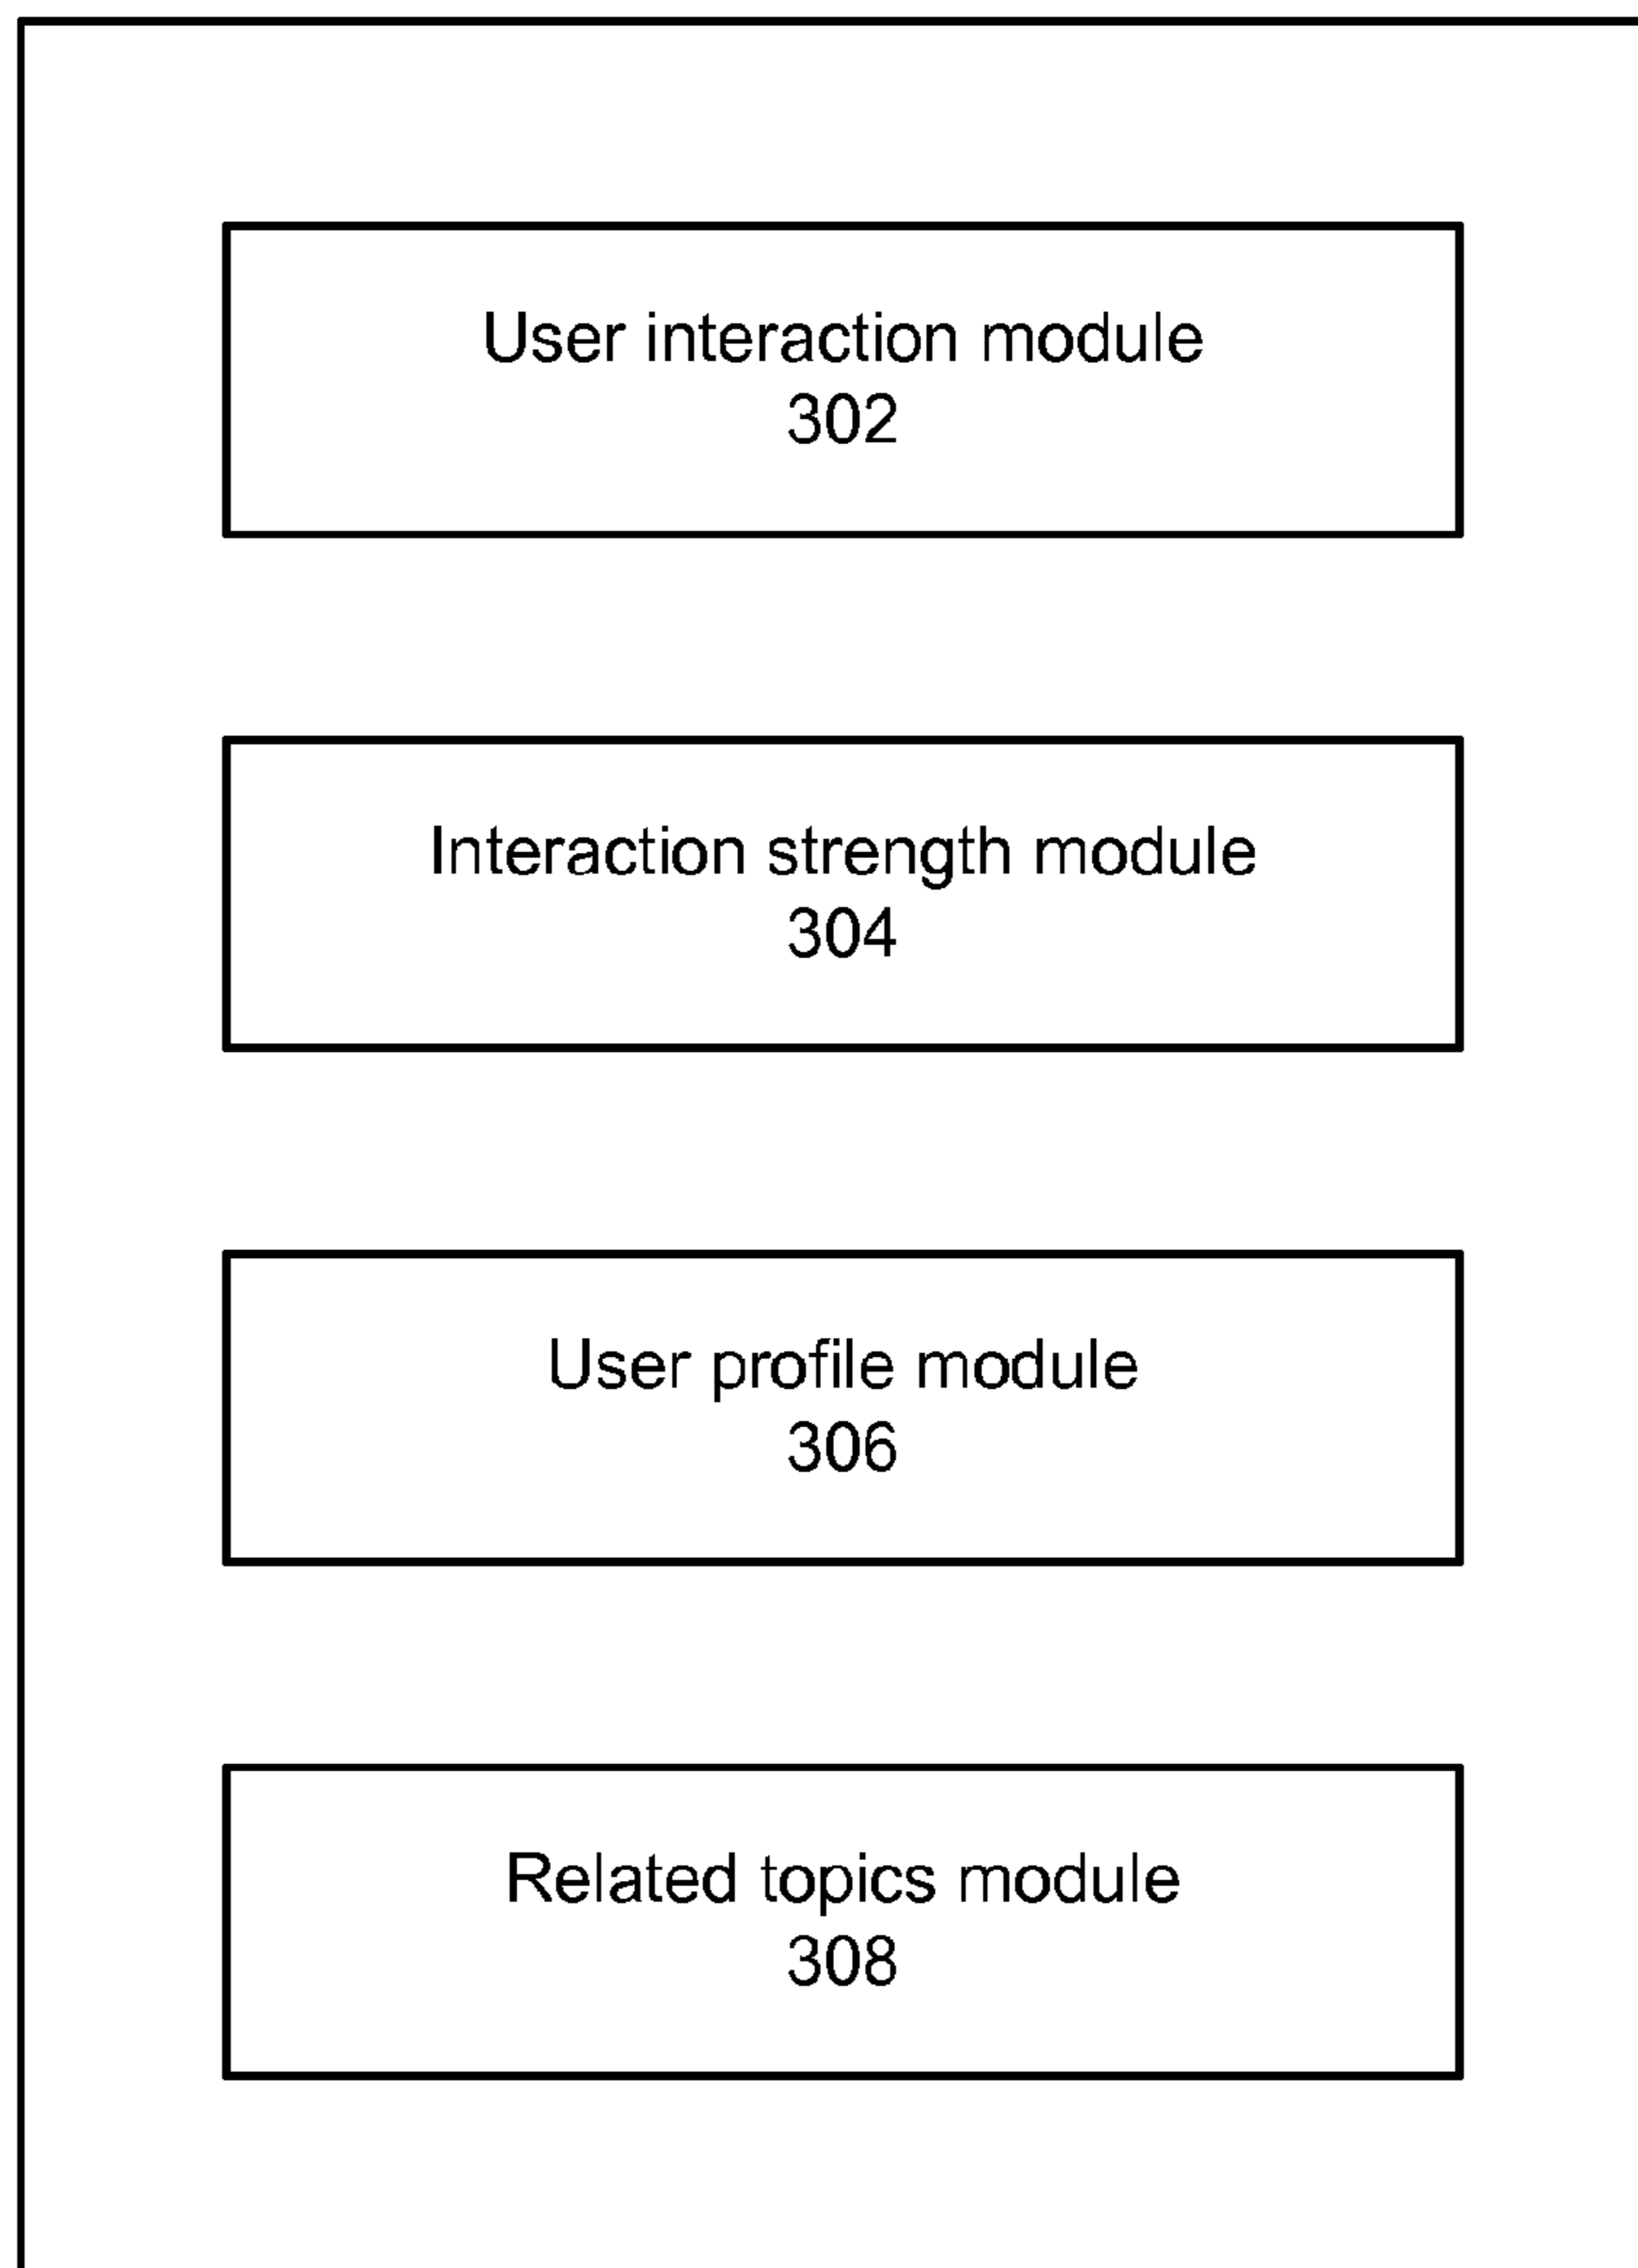 User interaction module
302
Interaction strength module
304
User profile module
306
Related topics module
308